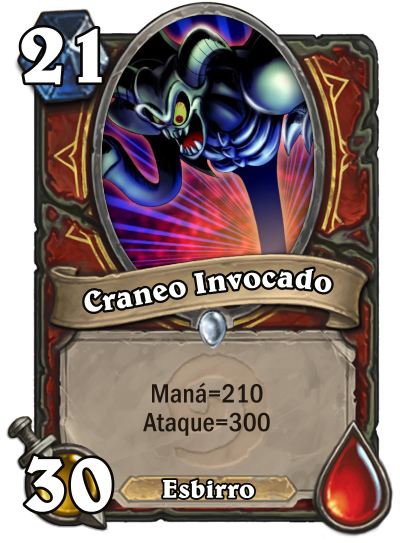 21
Craneo Invocado
Maná=210
Ataque=300
30
Esbirro